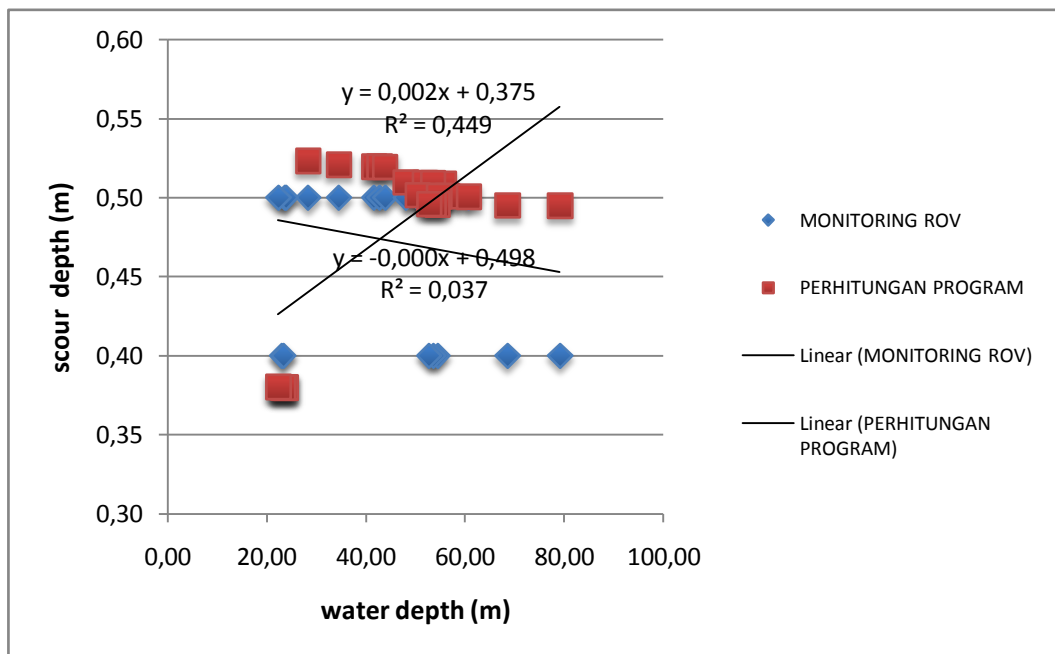 0,60
0,55
0,50
0,45
0,40
0,35
0,30
scour depth (m)
y = 0,002x + 0,375
R² = 0,449
y = -0,000x + 0,498
R² = 0,037
0,00 20,00 40,00 60,00 80,00 100,00
water depth (m)
MONITORING ROV
PERHITUNGAN PROGRAM
Linear (MONITORING ROV)
Linear (PERHITUNGAN
PROGRAM)